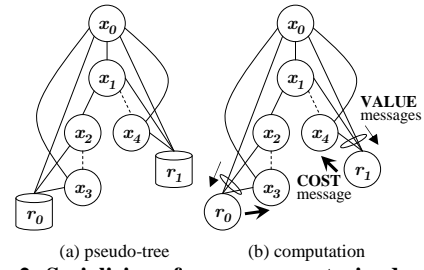 x0
x0
x1
x1
VALUE
messages
x2
x4
x2
x4
r1
x3
x3
COST
message
r1
r0
r0
(a) pseudo-tree
(b) computation